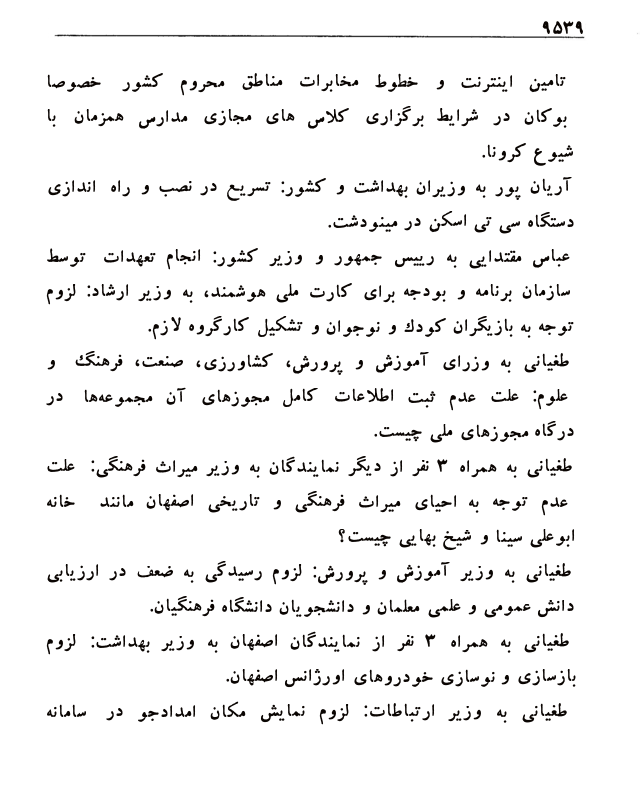 ۹۵۳۹
تامین اینترنت و خطوط مخابرات مناطق محروم کشور خصوصا
بوکان در شرایط برگزاری کلاس های مجازی مدارس همزمان با
شیوع کرونا.
آریان پور به وزیران بهداشت و کشور: تسریع در نصب و راه اندازی
دستگاه سی تی اسکن در مینودشت.
عباس مقتدایی به رییس جمهور و وزیر کشور: انجام تعهدات توسط
سازمان برنامه و بودجه برای کارت ملی هوشمند، به وزیر ارشاد: لزوم
توجه به بازیگران کودك و نوجوان و تشکیل کارگروه لازم.
طغیانی به وزرای آموزش و پرورش، کشاورزی، صنعت، فرهنگ و
علوم: علت عدم ثبت اطلاعات کامل مجوزهای آن مجموعه‌ها در
درگاه مجوزهای ملی چیست.
طغیانی به همراه ۳ نفر از دیگر نمایندگان به وزیر میراث فرهنگی: علت
عدم توجه به احیای میراث فرهنگی و تاریخی اصفهان مانند خانه
ابوعلی سینا و شیخ بهایی چیست؟
طغیانی به وزیر آموزش و پرورش: لزوم رسیدگی به ضعف در ارزیابی
دانش عمومی و علمی معلمان و دانشجویان دانشگاه فرهنگیان.
طغیانی به همراه ۳ نفر از نمایندگان اصفهان به وزیر بهداشت: لزوم
بازسازی و نوسازی خودروهای اورژانس اصفهان.
طغیانی به وزیر ارتباطات: لزوم نمایش مکان امدادجو در سامانه